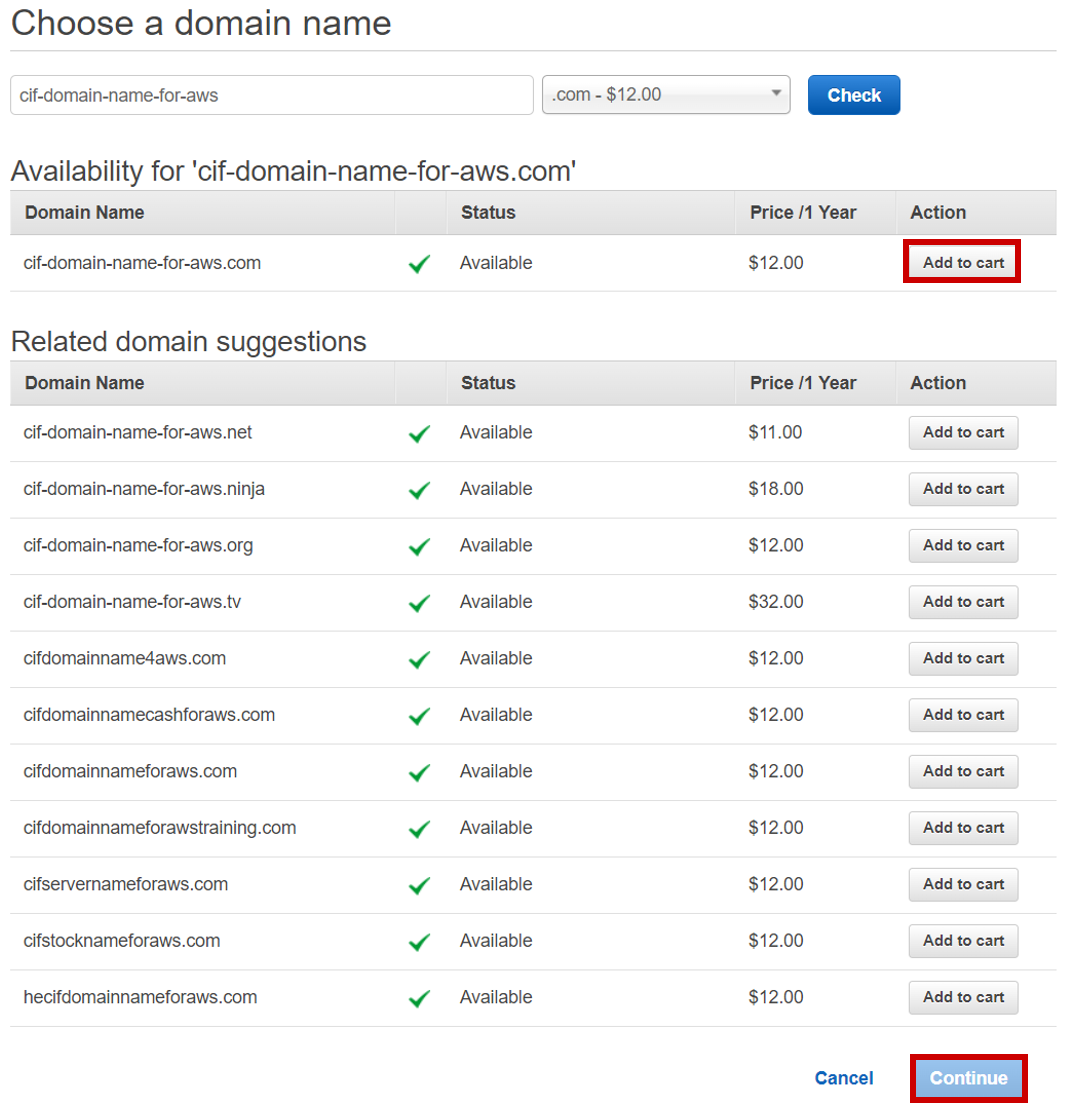 Choose a domain name
cif-domain-name-for-aws .com - $12.00 Check
Availability for 'cif-domain-name-for-aws.com'
Domain Name Status Price /1 Year Action
cif-domain-name-for-aws.com Available $12.00 Add to cart
Related domain suggestions
Domain Name Status Price /1 Year Action
cif-domain-name-for-aws.net Available $11.00 Add to cart
cif-domain-name-for-aws.ninja Available $18.00 Add to cart
cif-domain-name-for-aws.org Available $12.00 Add to cart
cif-domain-name-for-aws.tv Available $32.00 Add to cart
cifdomainname4aws.com Available $12.00 Add to cart
cifdomainnamecashforaws.com Available $12.00 Add to cart
cifdomainnameforaws.com Available $12.00 Add to cart
cifdomainnameforawstraining.com Available $12.00 Add to cart
cifservernameforaws.com Available $12.00 Add to cart
cifstocknameforaws.com Available $12.00 Add to cart
hecifdomainnameforaws.com Available $12.00 Add to cart
Cancel Continue